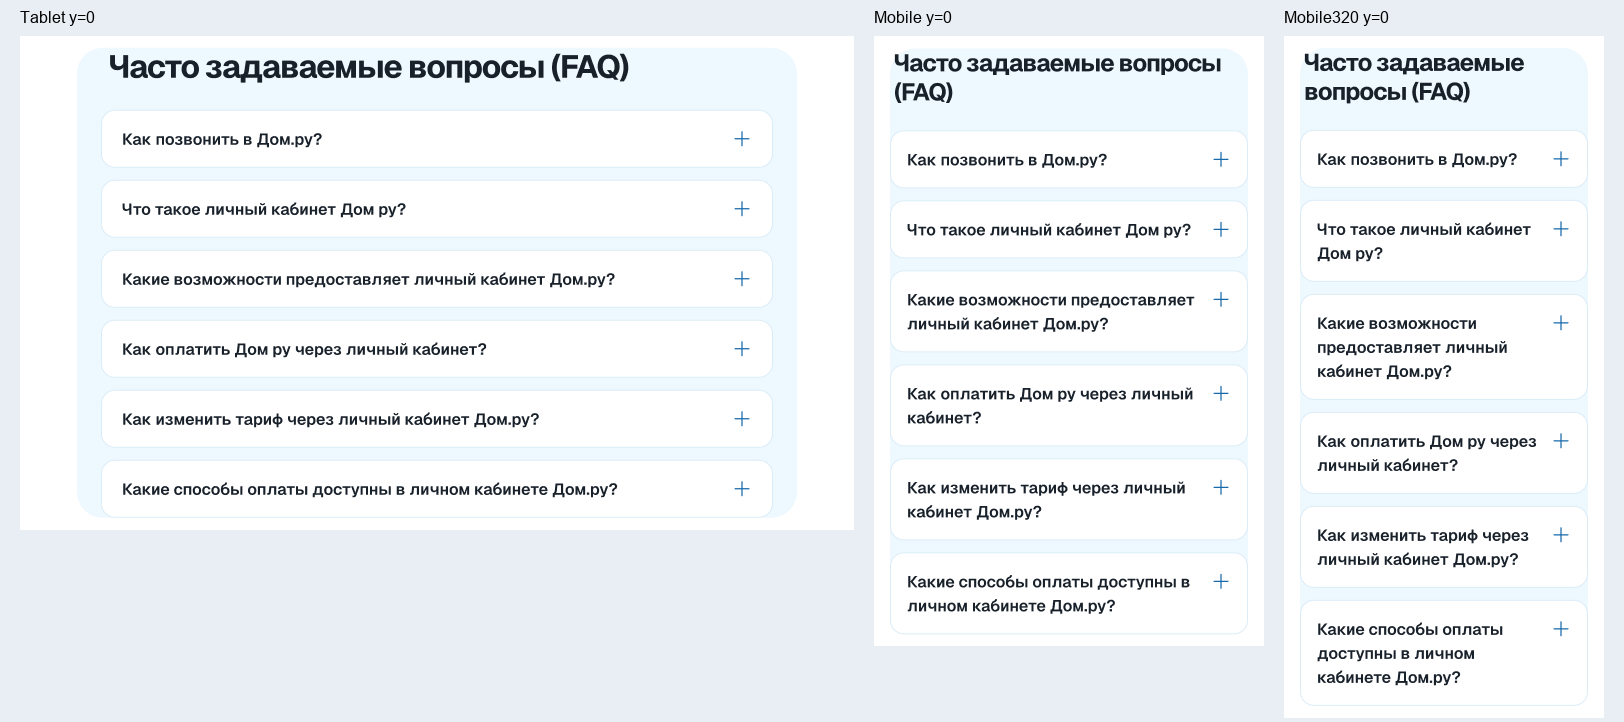 Tablet y=0
Часто задаваемые вопросы (FAQ)
Как позвонить в Дом.ру?
Что такое личный кабинет Дом ру?
Какие возможности предоставляет личный кабинет Дом.ру?
Как оплатить Дом ру через личный кабинет?
Как изменить тариф через личный кабинет Дом.ру?
Какие способы оплаты доступны в личном кабинете Дом.ру?
Mobile y=0
Часто задаваемые вопросы
(FAQ)
Как позвонить в Дом.ру?
Что такое личный кабинет Дом ру?
Какие возможности предоставляет
личный кабинет Дом.ру?
Как оплатить Дом ру через личный
кабинет?
Как изменить тариф через личный
кабинет Дом.ру?
Какие способы оплаты доступны в
личном кабинете Дом.ру?
Mobile320 y=0
Часто задаваемые
вопросы (FAQ)
Как позвонить в Дом.ру?
Что такое личный кабинет
Дом ру?
Какие возможности
предоставляет личный
кабинет Дом.ру?
Как оплатить Дом ру через
личный кабинет?
Как изменить тариф через
личный кабинет Дом.ру?
Какие способы оплаты
доступны в личном
кабинете Дом.ру?